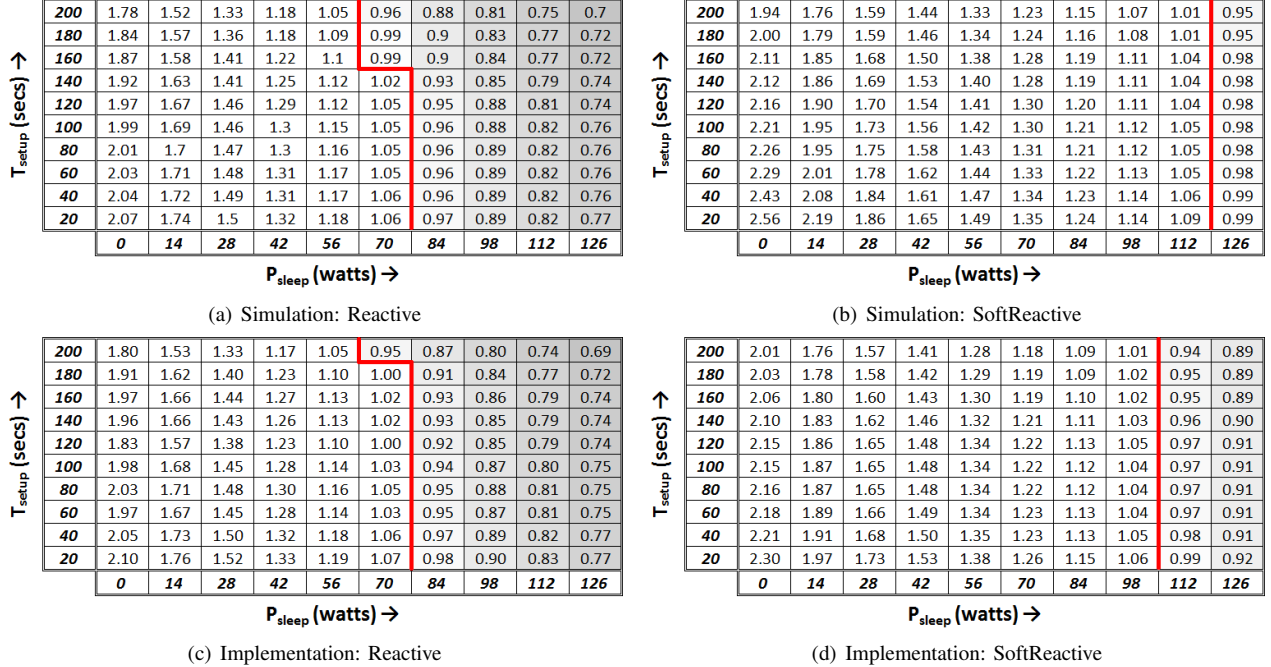 200 1.78 1.52 1.33 1.18 1.05 0.96 0.88 0.81 0.75 0.7
180 1.84 1.57 1.36 1.18 1.09 0.99 0.9 0.83 0.77 0.72
160 1.87 1.58 1.41 1.22 1.1 0.99 0.9 0.84 0.77 0.72
140 1.92 1.63 1.41 1.25 1.12 1.02 0.93 0.85 0.79 0.74
120 1.97 1.67 1.46 1.29 1.12 1.05 0.95 0.88 0.81 0.74
100 1.99 1.69 1.46 1.3 1.15 1.05 0.96 0.88 0.82 0.76
80 2.01 1.7 1.47 1.3 1.16 1.05 0.96 0.89 0.82 0.76
60 2.03 1.71 1.48 1.31 1.17 1.05 0.96 0.89 0.82 0.76
40 2.04 1.72 1.49 1.31 1.17 1.06 0.96 0.89 0.82 0.76
20 2.07 1.74 1.5 1.32 1.18 1.06 0.97 0.89 0.82 0.77
0 14 28 42 56 70 84 98 112 126
Tsetup (secs) →
Psleep (watts) →
(a) Simulation: Reactive
200 1.94 1.76 1.59 1.44 1.33 1.23 1.15 1.07 1.01 0.95
180 2.00 1.79 1.59 1.46 1.34 1.24 1.16 1.08 1.01 0.95
160 2.11 1.85 1.68 1.50 1.38 1.28 1.19 1.11 1.04 0.98
140 2.12 1.86 1.69 1.53 1.40 1.28 1.19 1.11 1.04 0.98
120 2.16 1.90 1.70 1.54 1.41 1.30 1.20 1.11 1.04 0.98
100 2.21 1.95 1.73 1.56 1.42 1.30 1.21 1.12 1.05 0.98
80 2.26 1.95 1.75 1.58 1.43 1.31 1.21 1.12 1.05 0.98
60 2.29 2.01 1.78 1.62 1.44 1.33 1.22 1.13 1.05 0.98
40 2.43 2.08 1.84 1.61 1.47 1.34 1.23 1.14 1.06 0.99
20 2.56 2.19 1.86 1.65 1.49 1.35 1.24 1.14 1.09 0.99
0 14 28 42 56 70 84 98 112 126
Tsetup (secs) →
Psleep (watts) →
(b) Simulation: SoftReactive
200 1.80 1.53 1.33 1.17 1.05 0.95 0.87 0.80 0.74 0.69
180 1.91 1.62 1.40 1.23 1.10 1.00 0.91 0.84 0.77 0.72
160 1.97 1.66 1.44 1.27 1.13 1.02 0.93 0.86 0.79 0.74
140 1.96 1.66 1.43 1.26 1.13 1.02 0.93 0.85 0.79 0.74
120 1.83 1.57 1.38 1.23 1.10 1.00 0.92 0.85 0.79 0.74
100 1.98 1.68 1.45 1.28 1.14 1.03 0.94 0.87 0.80 0.75
80 2.03 1.71 1.48 1.30 1.16 1.05 0.95 0.88 0.81 0.75
60 1.97 1.67 1.45 1.28 1.14 1.03 0.95 0.87 0.81 0.75
40 2.05 1.73 1.50 1.32 1.18 1.06 0.97 0.89 0.82 0.77
20 2.10 1.76 1.52 1.33 1.19 1.07 0.98 0.90 0.83 0.77
0 14 28 42 56 70 84 98 112 126
Tsetup (secs) →
Psleep (watts) →
(c) Implementation: Reactive
200 2.01 1.76 1.57 1.41 1.28 1.18 1.09 1.01 0.94 0.89
180 2.03 1.78 1.58 1.42 1.29 1.19 1.09 1.02 0.95 0.89
160 2.06 1.80 1.60 1.43 1.30 1.19 1.10 1.02 0.95 0.89
140 2.10 1.83 1.62 1.46 1.32 1.21 1.11 1.03 0.96 0.90
120 2.15 1.86 1.65 1.48 1.34 1.22 1.13 1.05 0.97 0.91
100 2.15 1.87 1.65 1.48 1.34 1.22 1.12 1.04 0.97 0.91
80 2.16 1.87 1.65 1.48 1.34 1.22 1.12 1.04 0.97 0.91
60 2.18 1.89 1.66 1.49 1.34 1.23 1.13 1.04 0.97 0.91
40 2.21 1.91 1.68 1.50 1.35 1.23 1.13 1.05 0.98 0.91
20 2.30 1.97 1.73 1.53 1.38 1.26 1.15 1.06 0.99 0.92
0 14 28 42 56 70 84 98 112 126
Tsetup (secs) →
Psleep (watts) →
(d) Implementation: SoftReactive